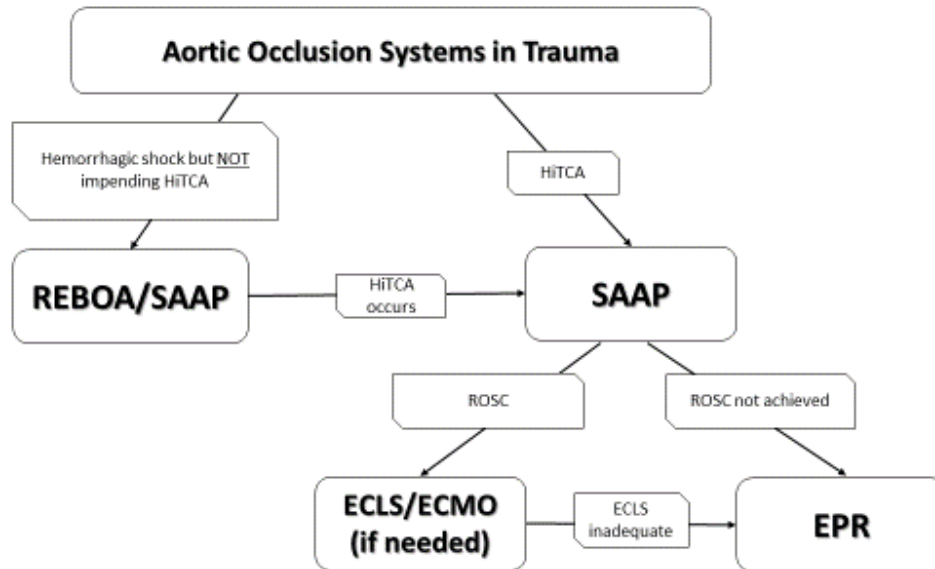 Aortic Occlusion Systems in Trauma
Hemorrhagic shock but NOT
impending HiTCA
HiTCA
REBOA/SAAP
HiTCA
occurs
SAAP
ROSC
ROSC not achieved
ECLS/ECMO
(if needed)
ECLS
inadequate
EPR